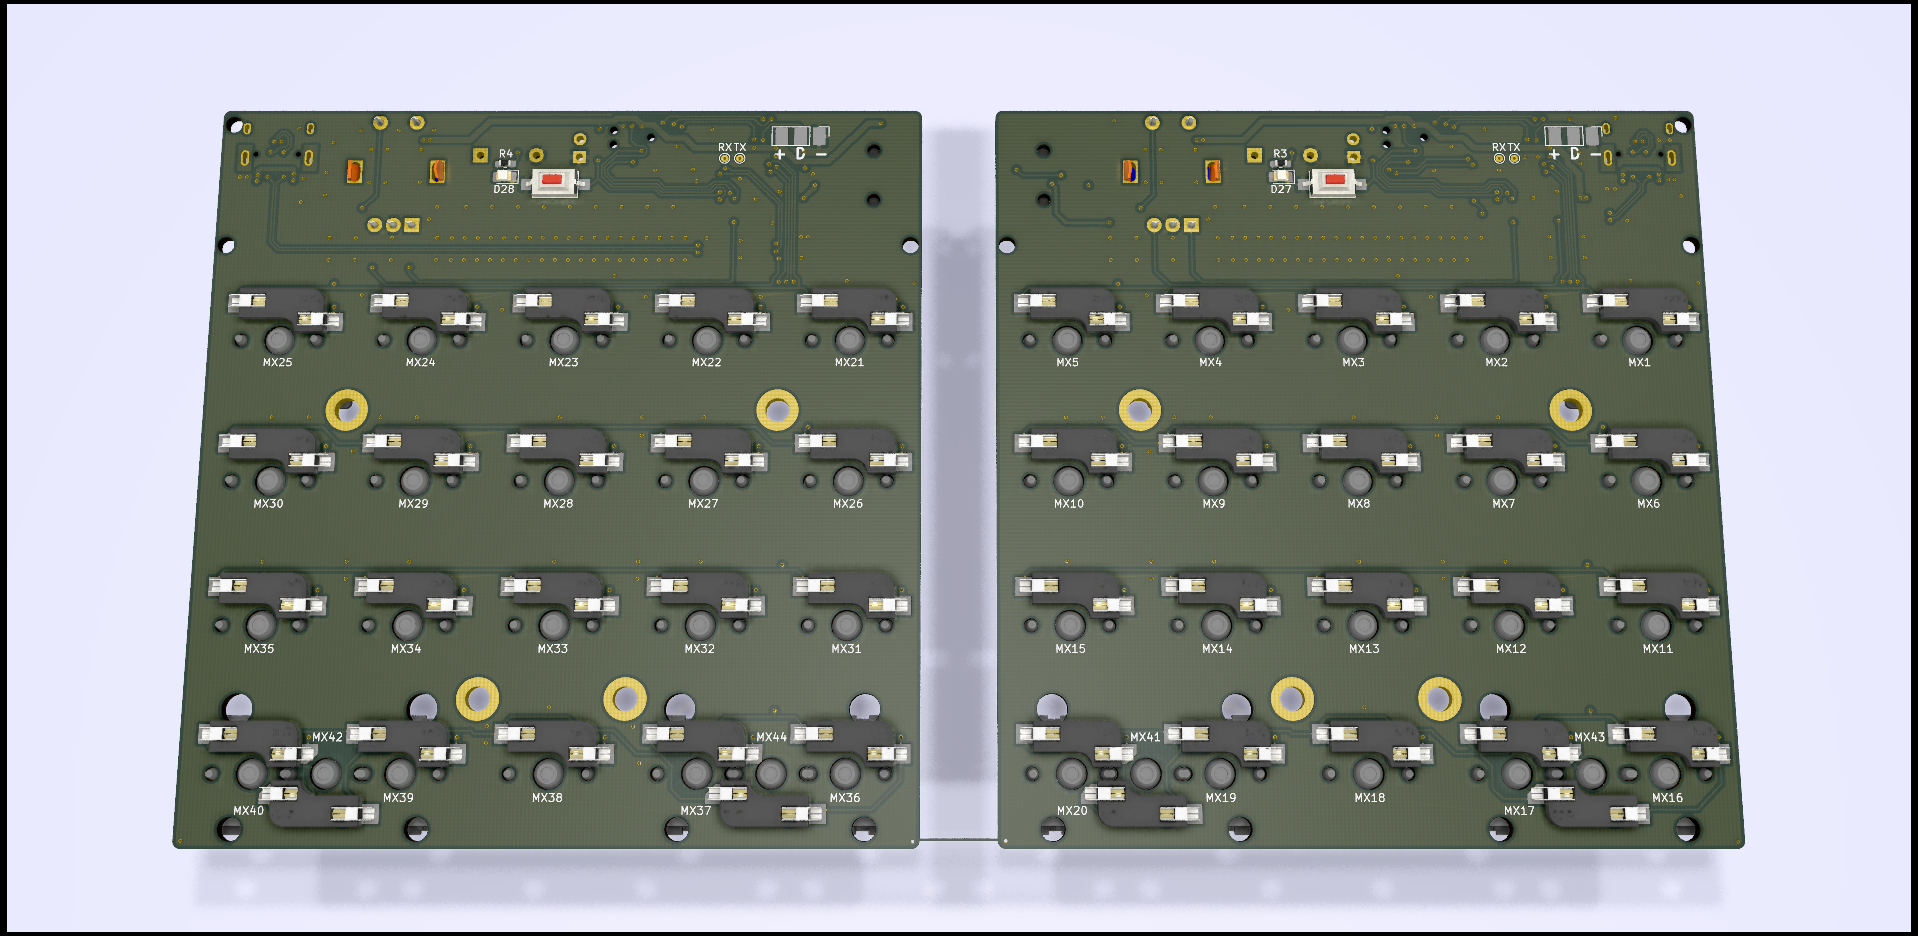 R4
RX TX
+ D −
D28
MX25 MX24 MX23 MX22 MX21
MX30 MX29 MX28 MX27 MX26
MX35 MX34 MX33 MX32 MX31
MX42 MX44
MX40 MX39 MX38 MX37 MX36
R3
RX TX
+ D −
D27
MX5 MX4 MX3 MX2 MX1
MX10 MX9 MX8 MX7 MX6
MX15 MX14 MX13 MX12 MX11
MX41 MX43
MX20 MX19 MX18 MX17 MX16